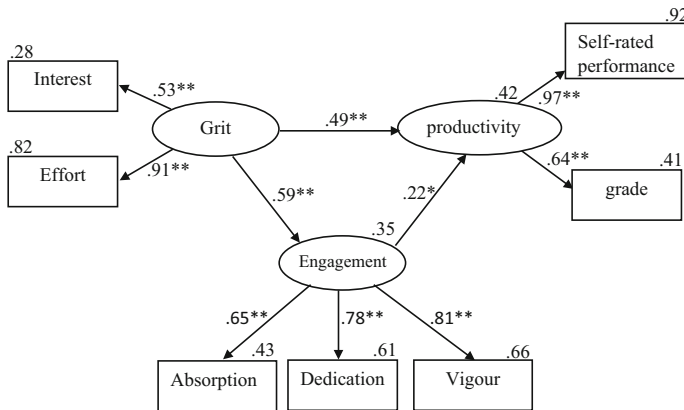 .92
Self-rated
performance
.28
Interest
.53**
.42
.97**
Grit
.49**
productivity
.82
Effort
.91**
.64**
.41
grade
.59**
.22*
.35
Engagement
.65**
.78**
.81**
.43
.61
.66
Absorption
Dedication
Vigour